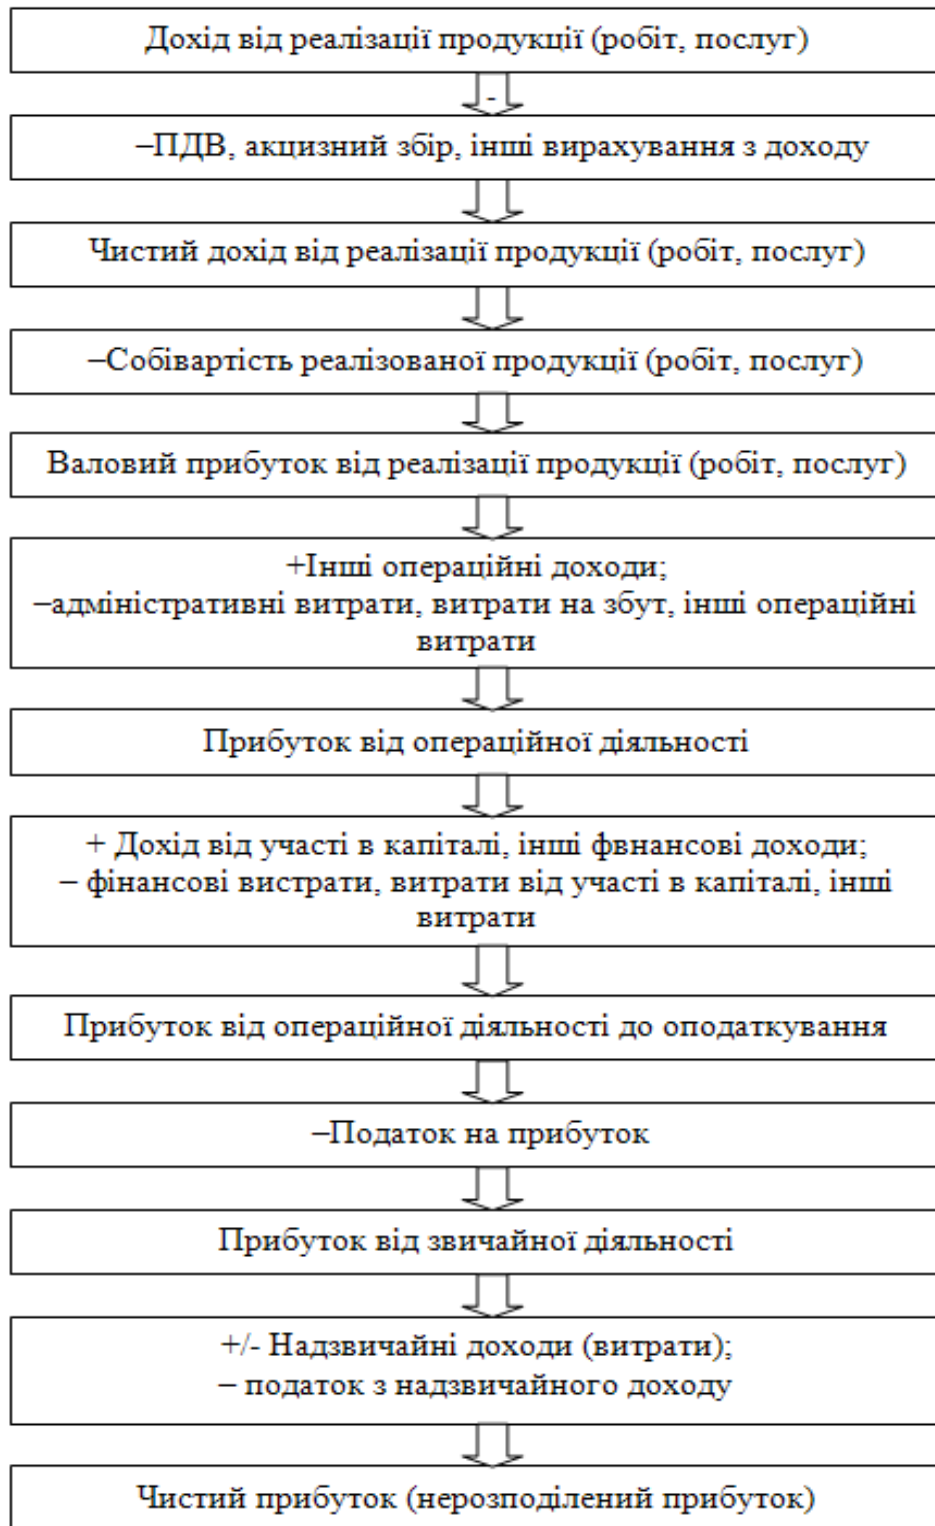 Дохід від реалізації продукції (робіт, послуг)
-
–ПДВ, акцизний збір, інші вирахування з доходу
Чистий дохід від реалізації продукції (робіт, послуг)
–Собівартість реалізованої продукції (робіт, послуг)
Валовий прибуток від реалізації продукції (робіт, послуг)
+Інші операційні доходи;
–адміністративні витрати, витрати на збут, інші операційні
витрати
Прибуток від операційної діяльності
+ Дохід від участі в капіталі, інші фвнансові доходи;
– фінансові вистрати, витрати від участі в капіталі, інші
витрати
Прибуток від операційної діяльності до оподаткування
–Податок на прибуток
Прибуток від звичайної діяльності
+/- Надзвичайні доходи (витрати);
– податок з надзвичайного доходу
Чистий прибуток (нерозподілений прибуток)